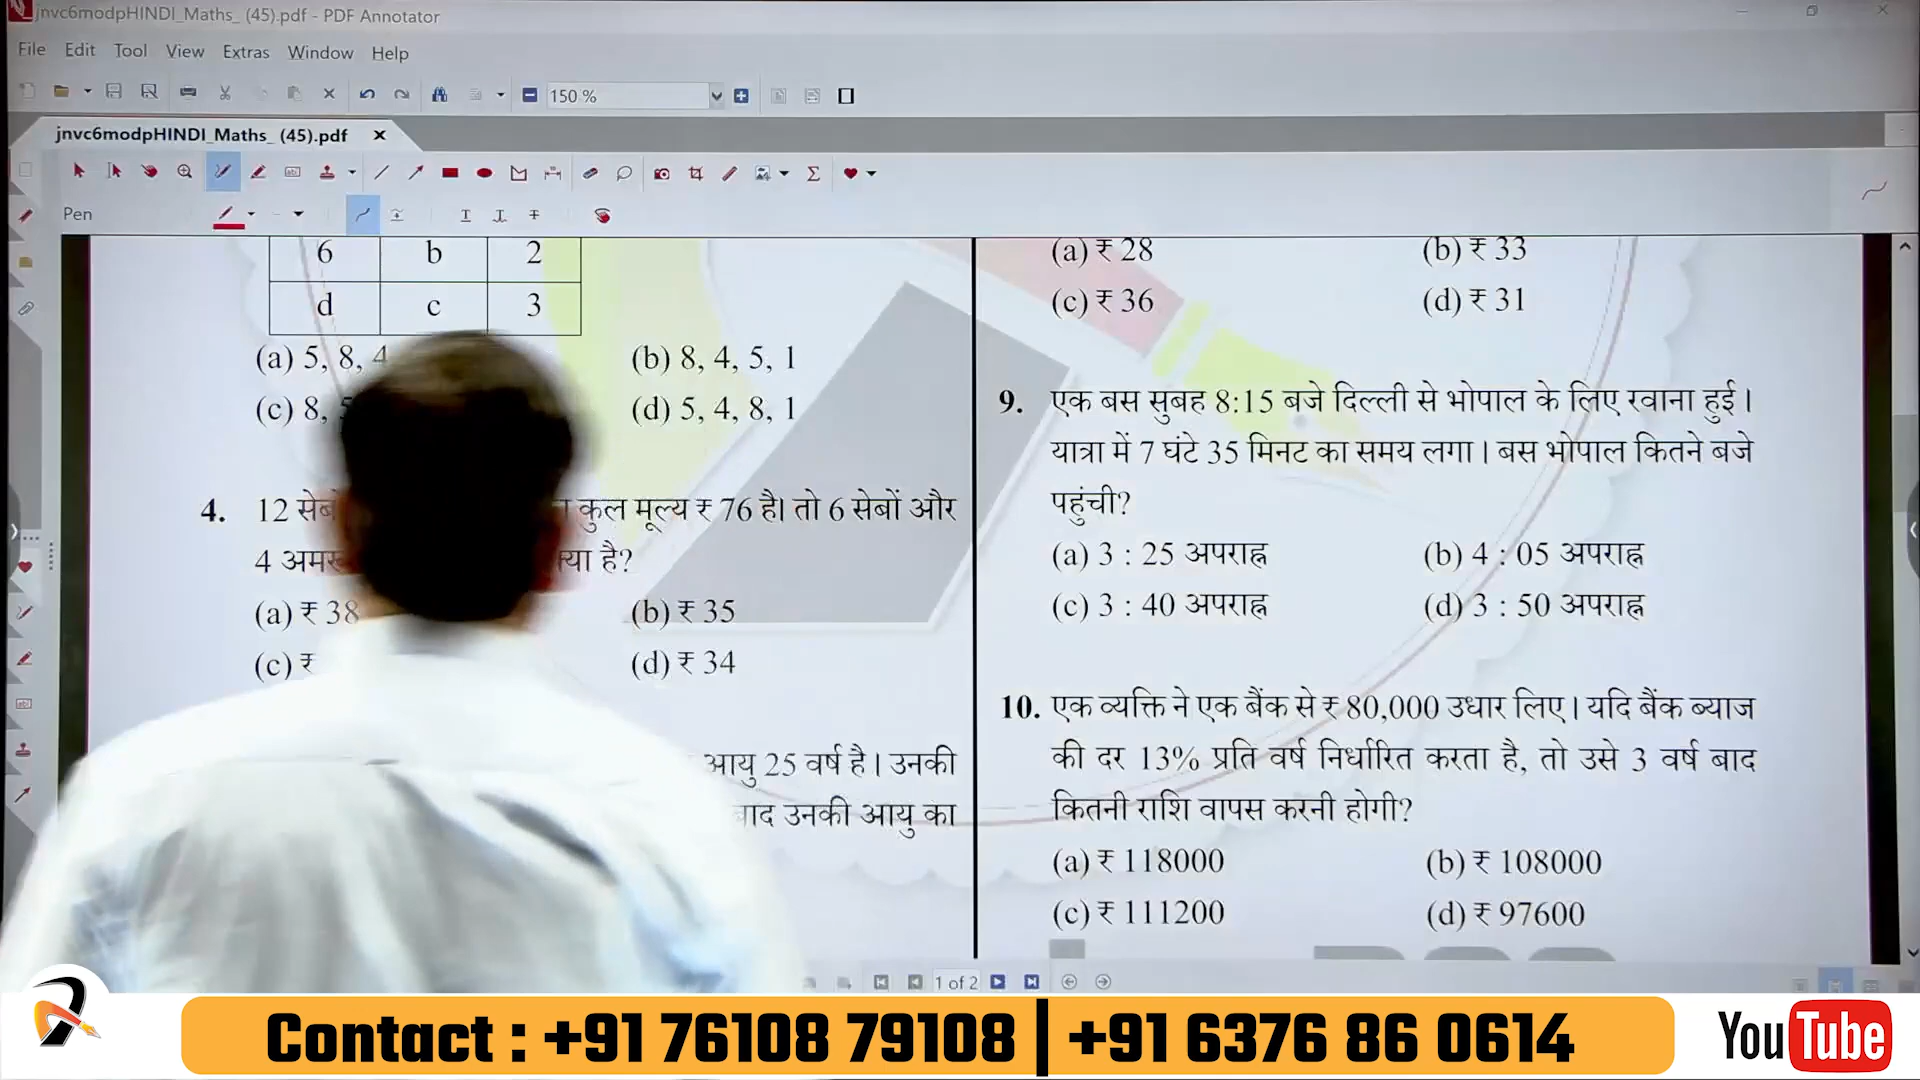 jnvc6modpHINDI_Maths_ (45).pdf - PDF Annotator
File Edit Tool View Extras Window Help
150 %
jnvc6modpHINDI_Maths_ (45).pdf
Pen
6 b 2
d c 3
(a) 5, 8, 4
(b) 8, 4, 5, 1
(c) 8,
(d) 5, 4, 8, 1
4. 12 कुल मूल्य ₹ 76 है। तो 6 सेबों और
4 है?
(a) ₹ 38
(b) ₹ 35
(c) ₹
(d) ₹ 34
आयु 25 वर्ष है। उनकी
उनकी आयु का
(a) ₹ 28
(b) ₹ 33
(c) ₹ 36
(d) ₹ 31
9. एक बस सुबह 8:15 बजे दिल्ली से भोपाल के लिए रवाना हुई।
यात्रा में 7 घंटे 35 मिनट का समय लगा। बस भोपाल कितने बजे
पहुंची?
(a) 3 : 25 अपराह्न
(b) 4 : 05 अपराह्न
(c) 3 : 40 अपराह्न
(d) 3 : 50 अपराह्न
10. एक व्यक्ति ने एक बैंक से ₹ 80,000 उधार लिए। यदि बैंक ब्याज
की दर 13% प्रति वर्ष निर्धारित करता है, तो उसे 3 वर्ष बाद
कितनी राशि वापस करनी होगी?
(a) ₹ 118000
(b) ₹ 108000
(c) ₹ 111200
(d) ₹ 97600
1 of 2
Contact : +91 76108 79108 | +91 6376 86 0614
YouTube